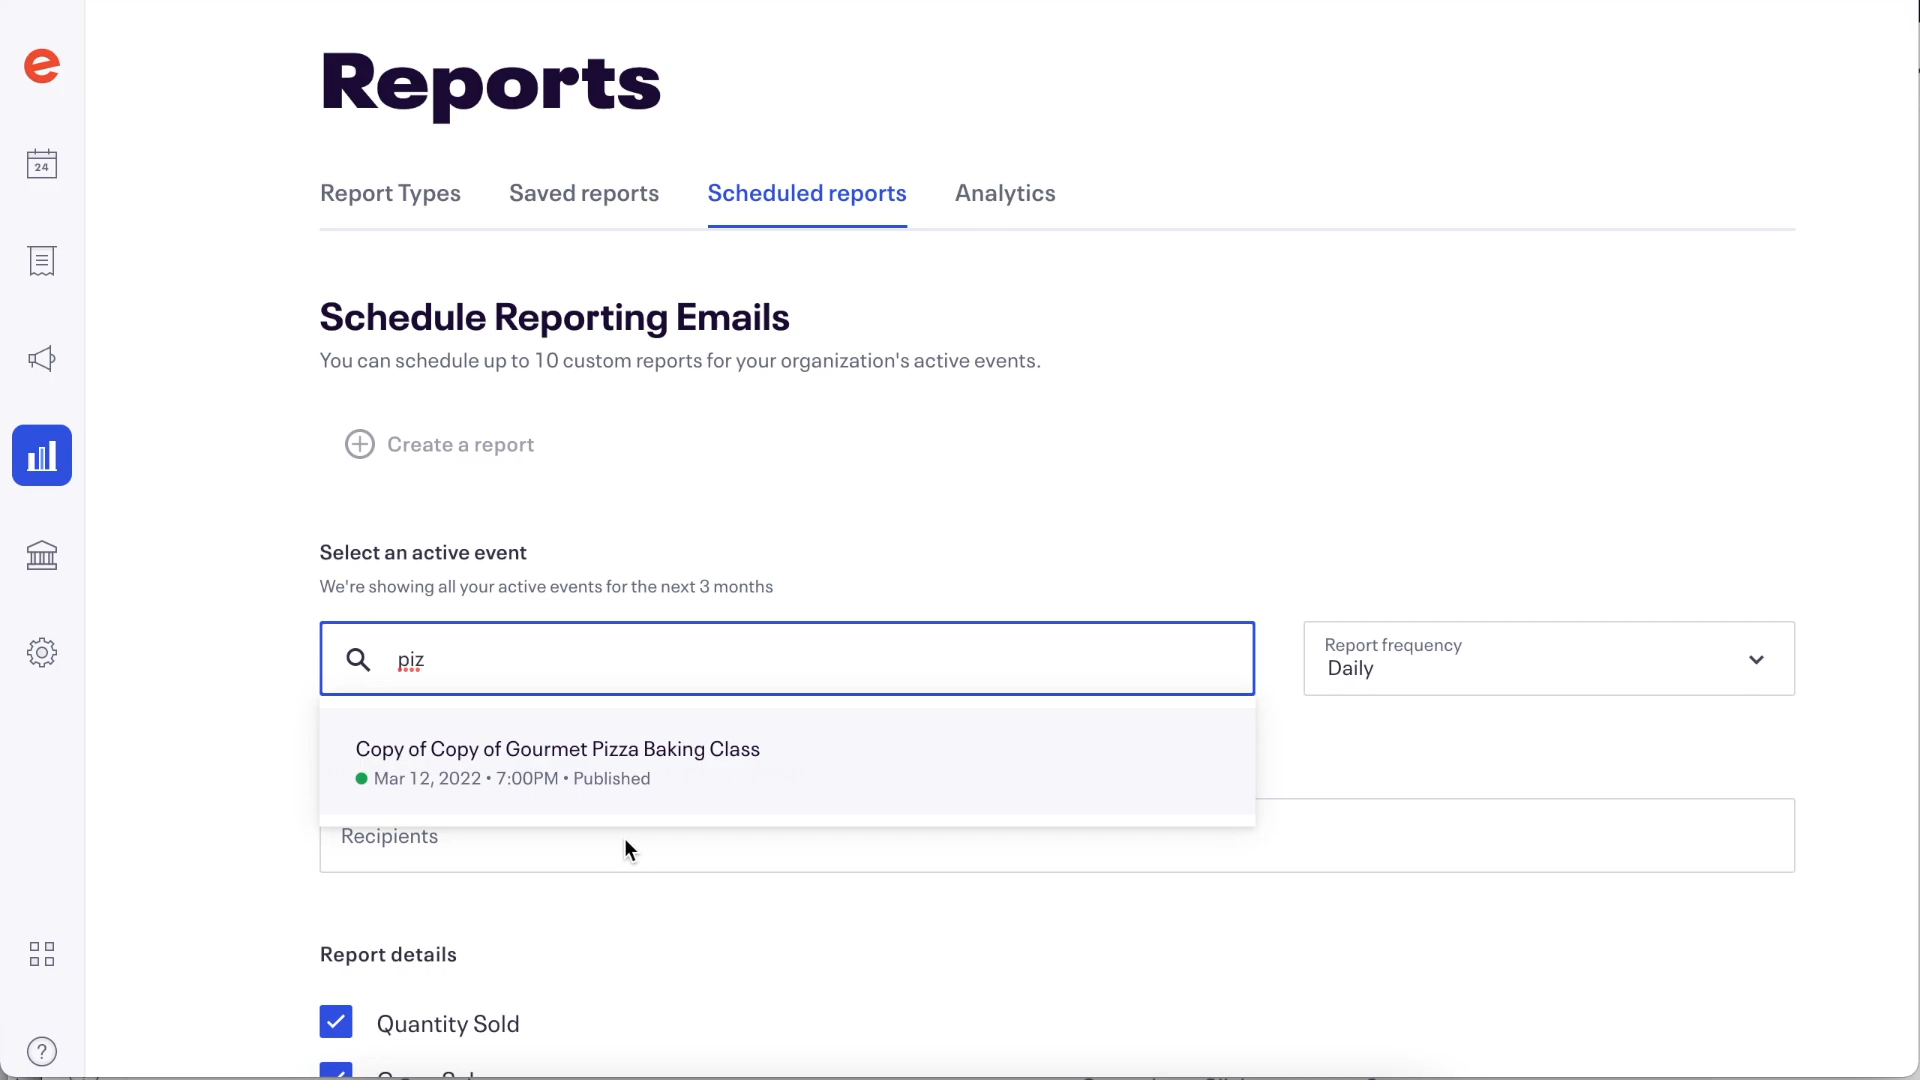 Reports
24
Report Types
Saved reports
Scheduled reports
Analytics
Schedule Reporting Emails
You can schedule up to 10 custom reports for your organization's active events.
Create a report
Select an active event
We're showing all your active events for the next 3 months
piz
Report frequency
Daily
Copy of Copy of Gourmet Pizza Baking Class
Mar 12, 2022 • 7:00PM • Published
Recipients
Report details
Quantity Sold